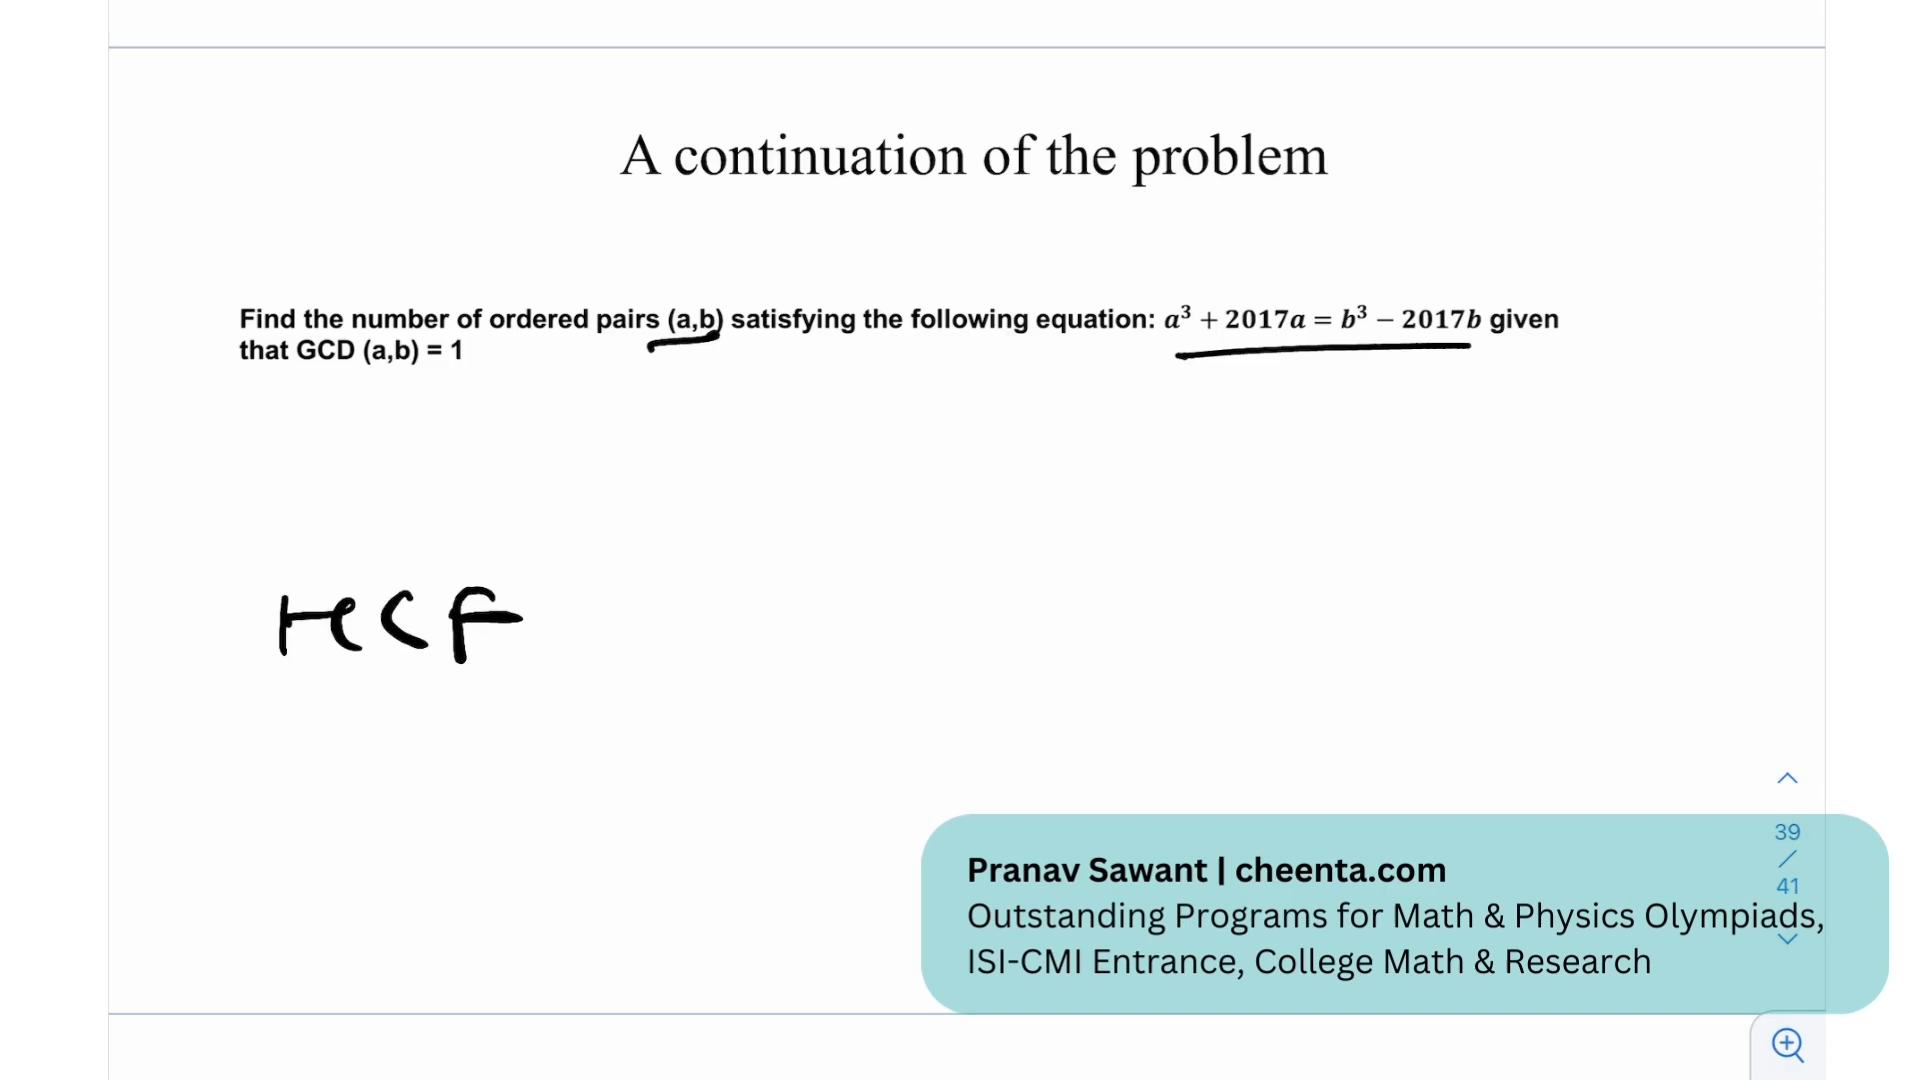 A continuation of the problem
Find the number of ordered pairs (a,b) satisfying the following equation: a³ + 2017a = b³ − 2017b given
that GCD (a,b) = 1
HCF
39
/
41
Pranav Sawant | cheenta.com
Outstanding Programs for Math & Physics Olympiads,
ISI-CMI Entrance, College Math & Research